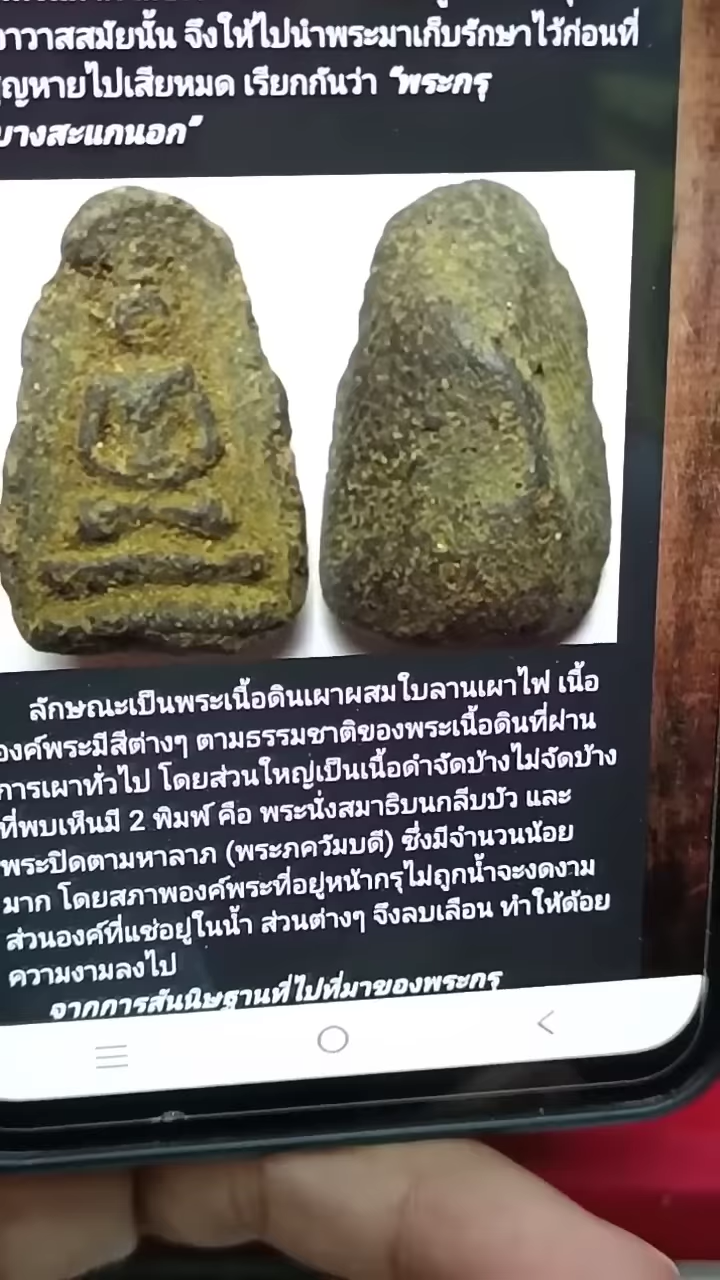 อาวาสสมัยนั้น จึงให้ไปนำพระมาเก็บรักษาไว้ก่อนที่
สูญหายไปเสียหมด เรียกกันว่า "พระกรุ
บางสะแกนอก"
ลักษณะเป็นพระเนื้อดินเผาผสมใบลานเผาไฟ เนื้อ
องค์พระมีสีต่างๆ ตามธรรมชาติของพระเนื้อดินที่ผ่าน
การเผาทั่วไป โดยส่วนใหญ่เป็นเนื้อดำจัดบ้างไม่จัดบ้าง
ที่พบเห็นมี 2 พิมพ์ คือ พระนั่งสมาธิบนกลีบบัว และ
พระปิดตามหาลาภ (พระภควัมบดี) ซึ่งมีจำนวนน้อย
มาก โดยสภาพองค์พระที่อยู่หน้ากรุไม่ถูกน้ำจะงดงาม
ส่วนองค์ที่แช่อยู่ในน้ำ ส่วนต่างๆ จึงลบเลือน ทำให้ด้อย
ความงามลงไป
จากการสันนิษฐานที่ไปที่มาของพระกรุ